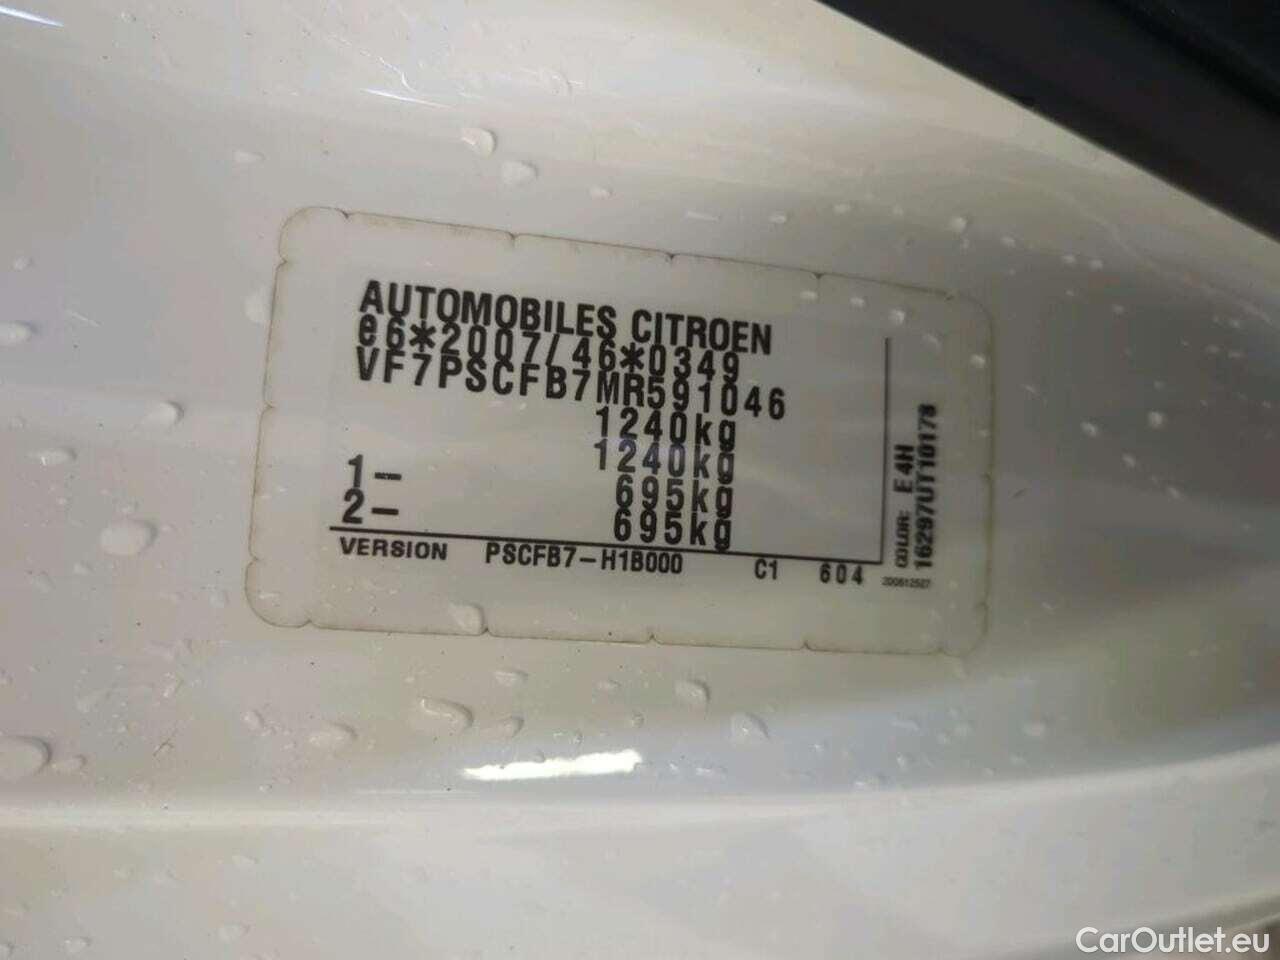 AUTOMOBILES CITROEN
e6*2007/46*0349
VF7PSCFB7MR591046
1240kg
1240kg
1- 695kg
2- 695kg
VERSION PSCFB7-H1B000 C1 604
COLOR: E4H
16297UT10178
CarOutlet.eu